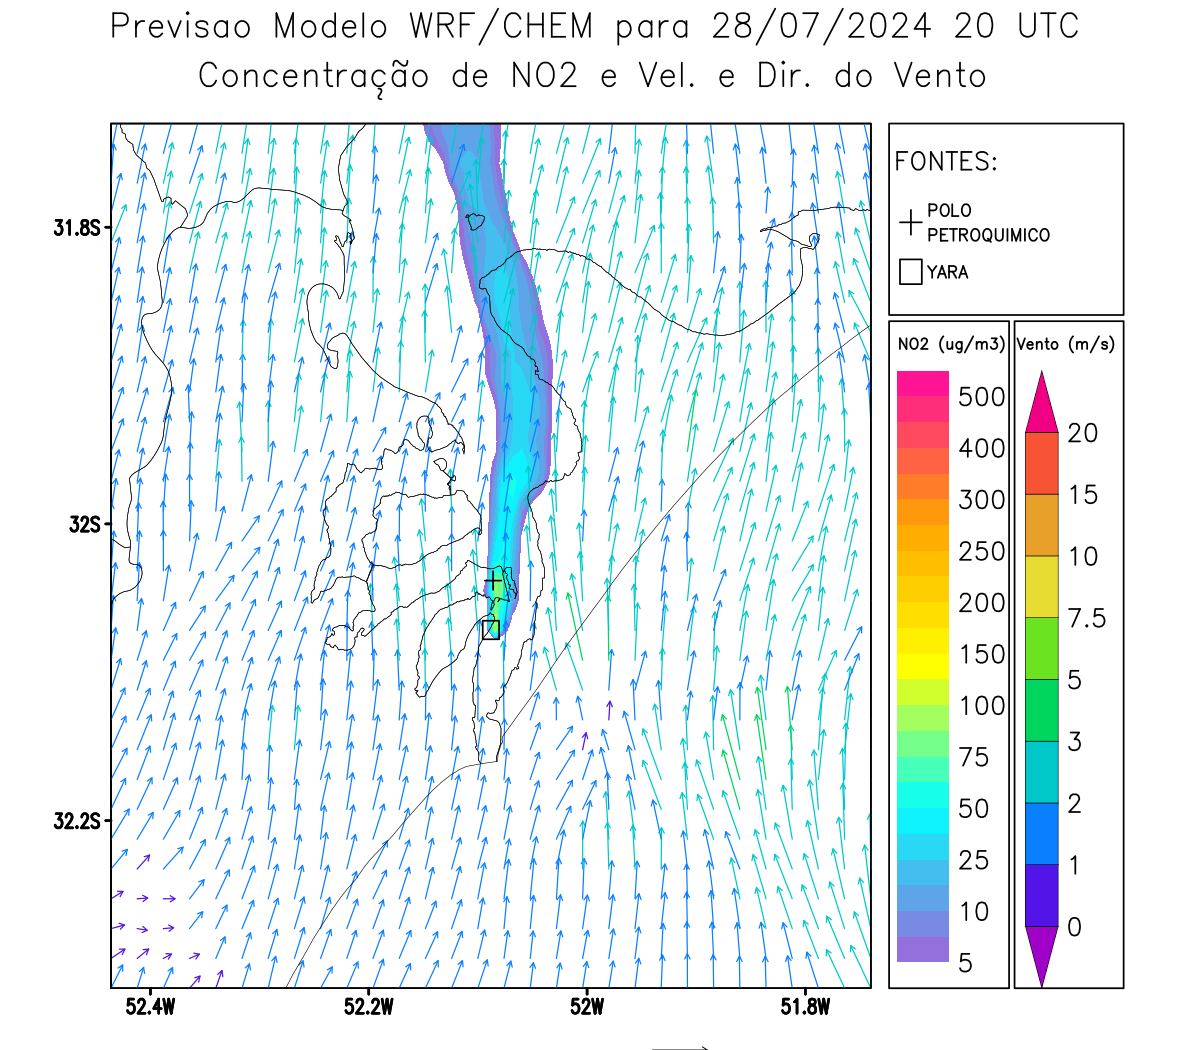 Previsao Modelo WRF/CHEM para 28/07/2024 20 UTC
Concentração de NO2 e Vel. e Dir. do Vento
FONTES:
POLO
PETROQUIMICO
YARA
31.8S
32S
32.2S
52.4W
52.2W
52W
51.8W
NO2 (ug/m3)
500
400
300
250
200
150
100
75
50
25
10
5
Vento (m/s)
20
15
10
7.5
5
3
2
1
0